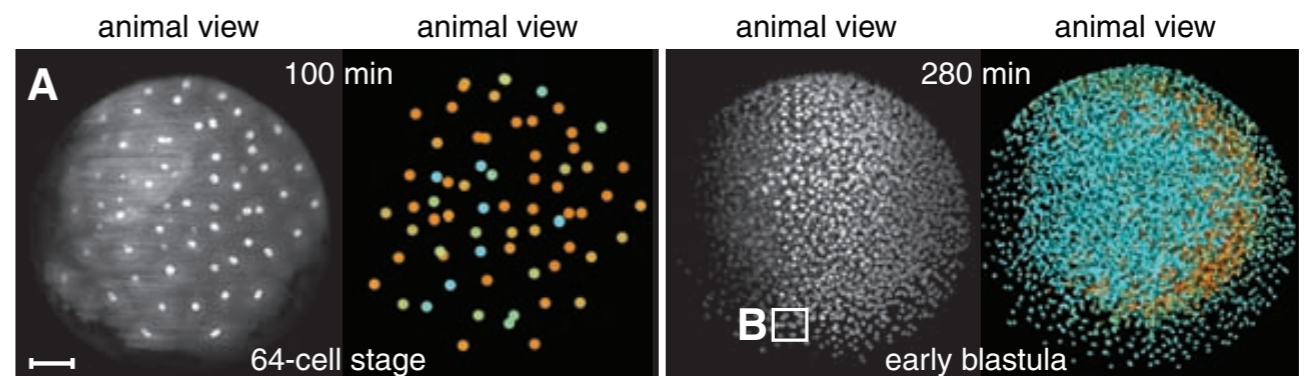 animal view
animal view
animal view
animal view
A
100 min
280 min
B
64-cell stage
early blastula